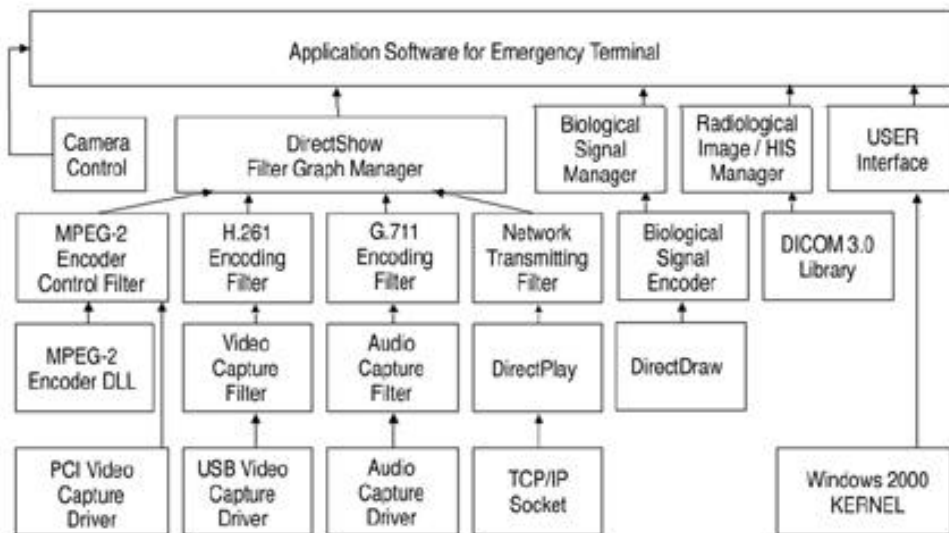 Application Software for Emergency Terminal
Camera
Control
DirectShow
Filter Graph Manager
Biological
Signal
Manager
Radiological
Image / HIS
Manager
USER
Interface
MPEG-2
Encoder
Control Filter
H.261
Encoding
Filter
G.711
Encoding
Filter
Network
Transmitting
Filter
Biological
Signal
Encoder
DICOM 3.0
Library
MPEG-2
Encoder DLL
Video
Capture
Filter
Audio
Capture
Filter
DirectPlay
DirectDraw
PCI Video
Capture
Driver
USB Video
Capture
Driver
Audio
Capture
Driver
TCP/IP
Socket
Windows 2000
KERNEL